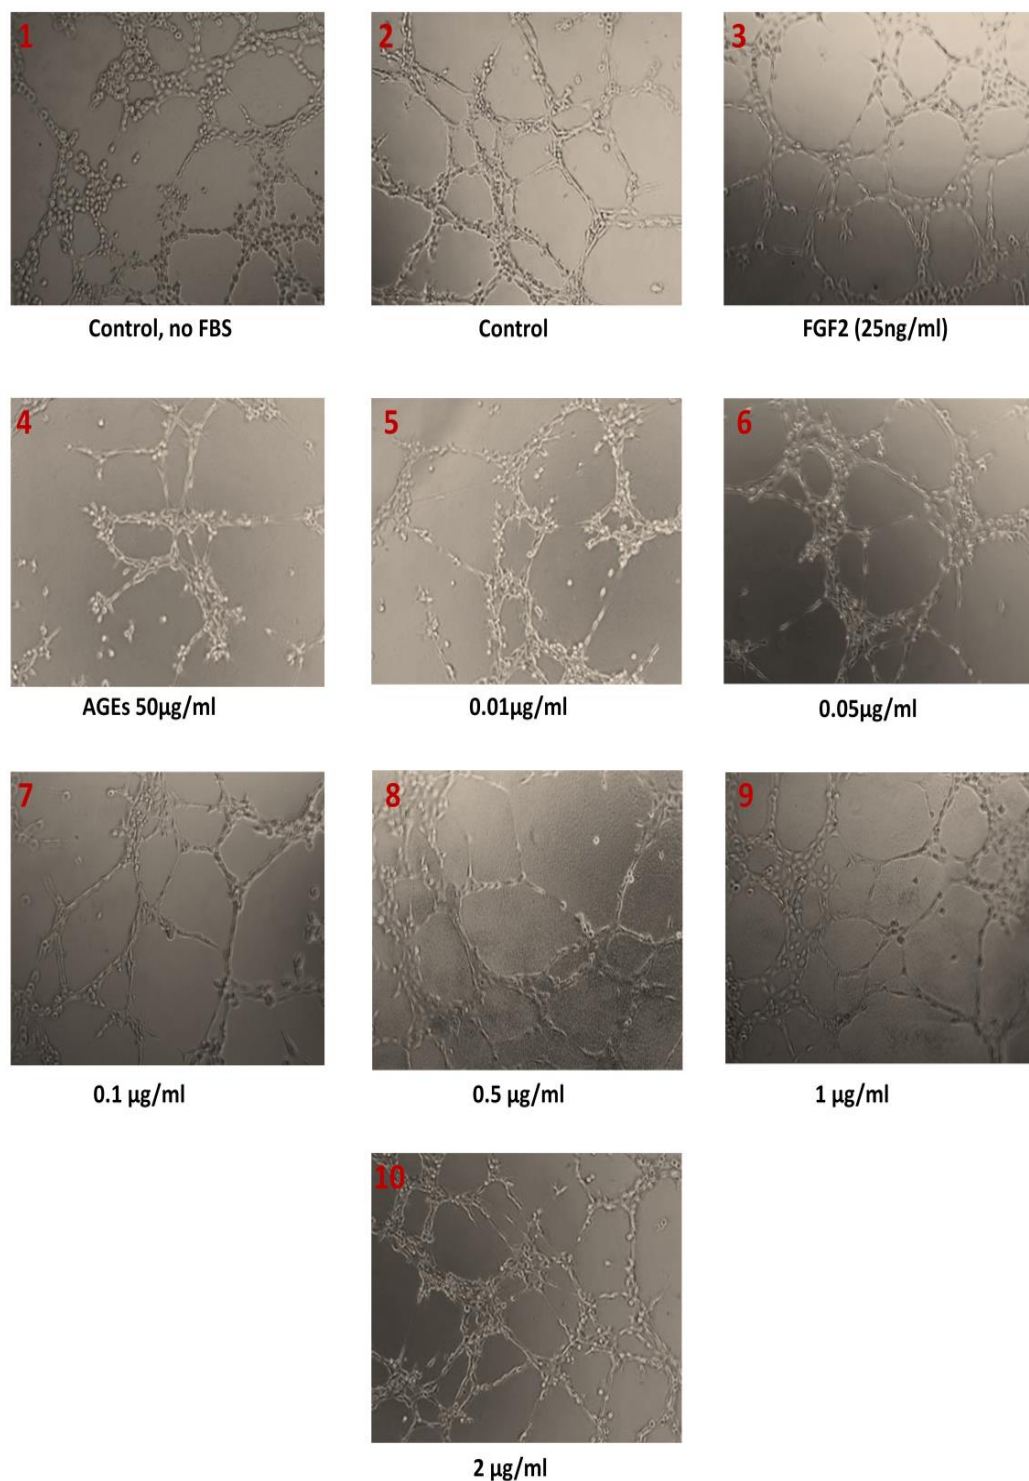 1
2
3
Control, no FBS
Control
FGF2 (25ng/ml)
4
5
6
AGEs 50µg/ml
0.01µg/ml
0.05µg/ml
7
8
9
0.1 µg/ml
0.5 µg/ml
1 µg/ml
10
2 µg/ml